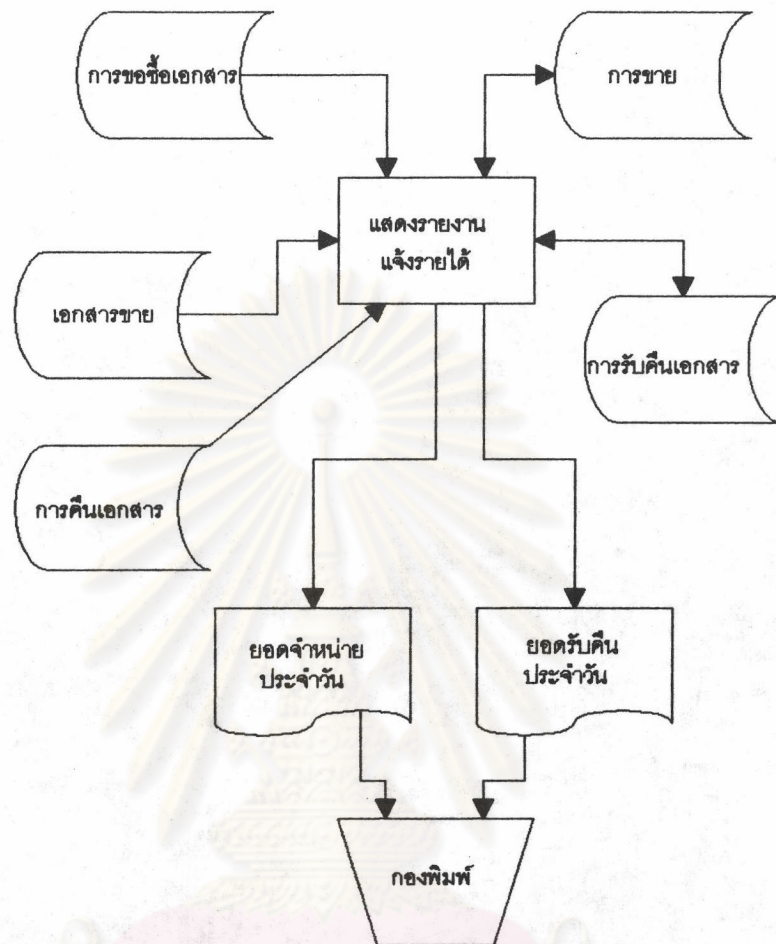 การขอซื้อเอกสาร
การขาย
แสดงรายงาน
แจ้งรายได้
เอกสารขาย
การรับคืนเอกสาร
การคืนเอกสาร
ยอดจำหน่าย
ประจำวัน
ยอดรับคืน
ประจำวัน
กองพิมพ์